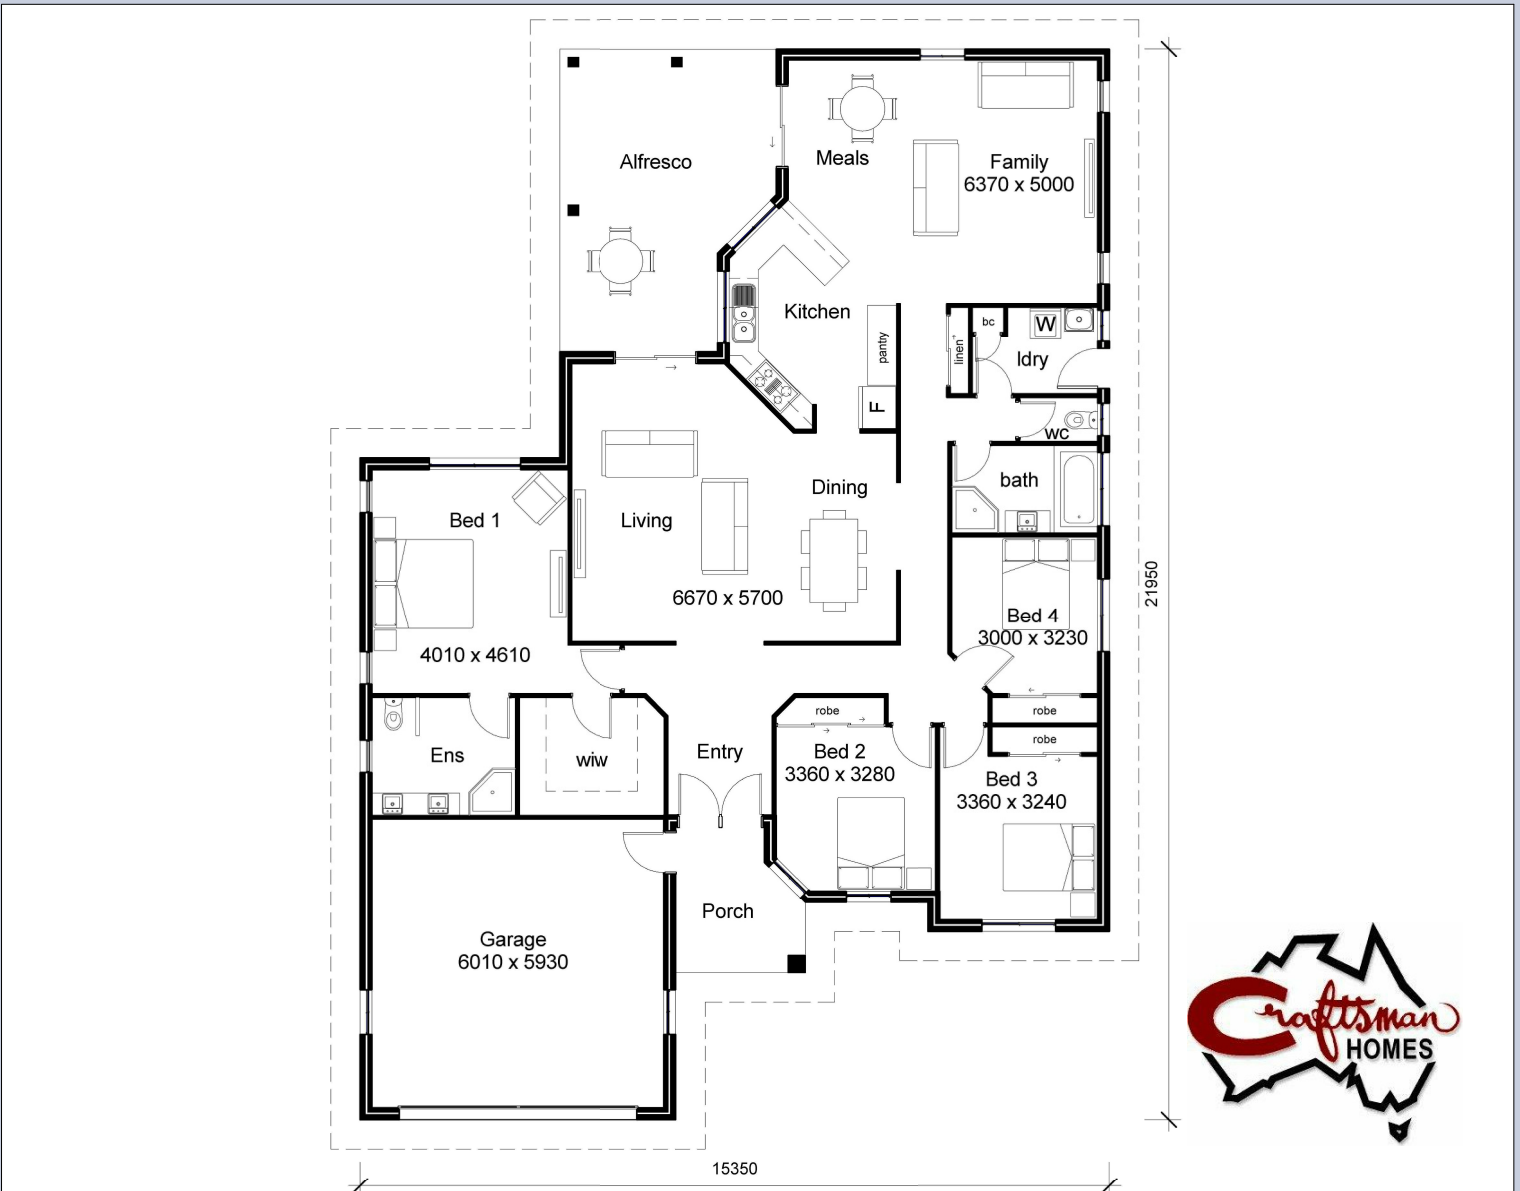 Alfresco
Meals
Family
6370 x 5000
Kitchen
pantry
F
linen
bc
W
ldry
wc
bath
Dining
Living
6670 x 5700
Bed 1
4010 x 4610
Bed 4
3000 x 3230
robe
robe
robe
Ens
wiw
Entry
Bed 2
3360 x 3280
Bed 3
3360 x 3240
Porch
Garage
6010 x 5930
21950
15350
Craftsman
HOMES